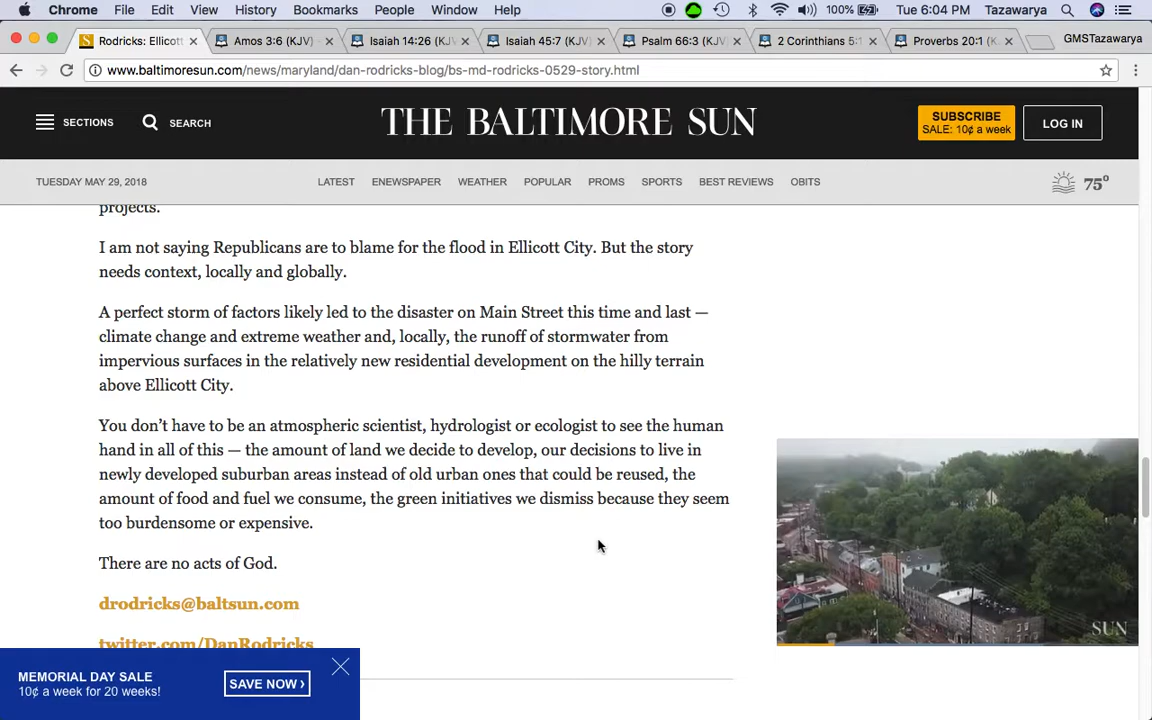 Chrome File Edit View History Bookmarks People Window Help 100% Tue 6:04 PM Tazawarya
Rodricks: Ellicott Amos 3:6 (KJV) Isaiah 14:26 (KJV) Isaiah 45:7 (KJV) Psalm 66:3 (KJV) 2 Corinthians 5:1 Proverbs 20:1 (K GMSTazawarya
www.baltimoresun.com/news/maryland/dan-rodricks-blog/bs-md-rodricks-0529-story.html
SECTIONS SEARCH THE BALTIMORE SUN SUBSCRIBE LOG IN
SALE: 10¢ a week
TUESDAY MAY 29, 2018 LATEST ENEWSPAPER WEATHER POPULAR PROMS SPORTS BEST REVIEWS OBITS 75°
projects.
I am not saying Republicans are to blame for the flood in Ellicott City. But the story
needs context, locally and globally.
A perfect storm of factors likely led to the disaster on Main Street this time and last —
climate change and extreme weather and, locally, the runoff of stormwater from
impervious surfaces in the relatively new residential development on the hilly terrain
above Ellicott City.
You don’t have to be an atmospheric scientist, hydrologist or ecologist to see the human
hand in all of this — the amount of land we decide to develop, our decisions to live in
newly developed suburban areas instead of old urban ones that could be reused, the
amount of food and fuel we consume, the green initiatives we dismiss because they seem
too burdensome or expensive.
There are no acts of God.
drodricks@baltsun.com
twitter.com/DanRodricks
SUN
MEMORIAL DAY SALE
10¢ a week for 20 weeks!
SAVE NOW ›